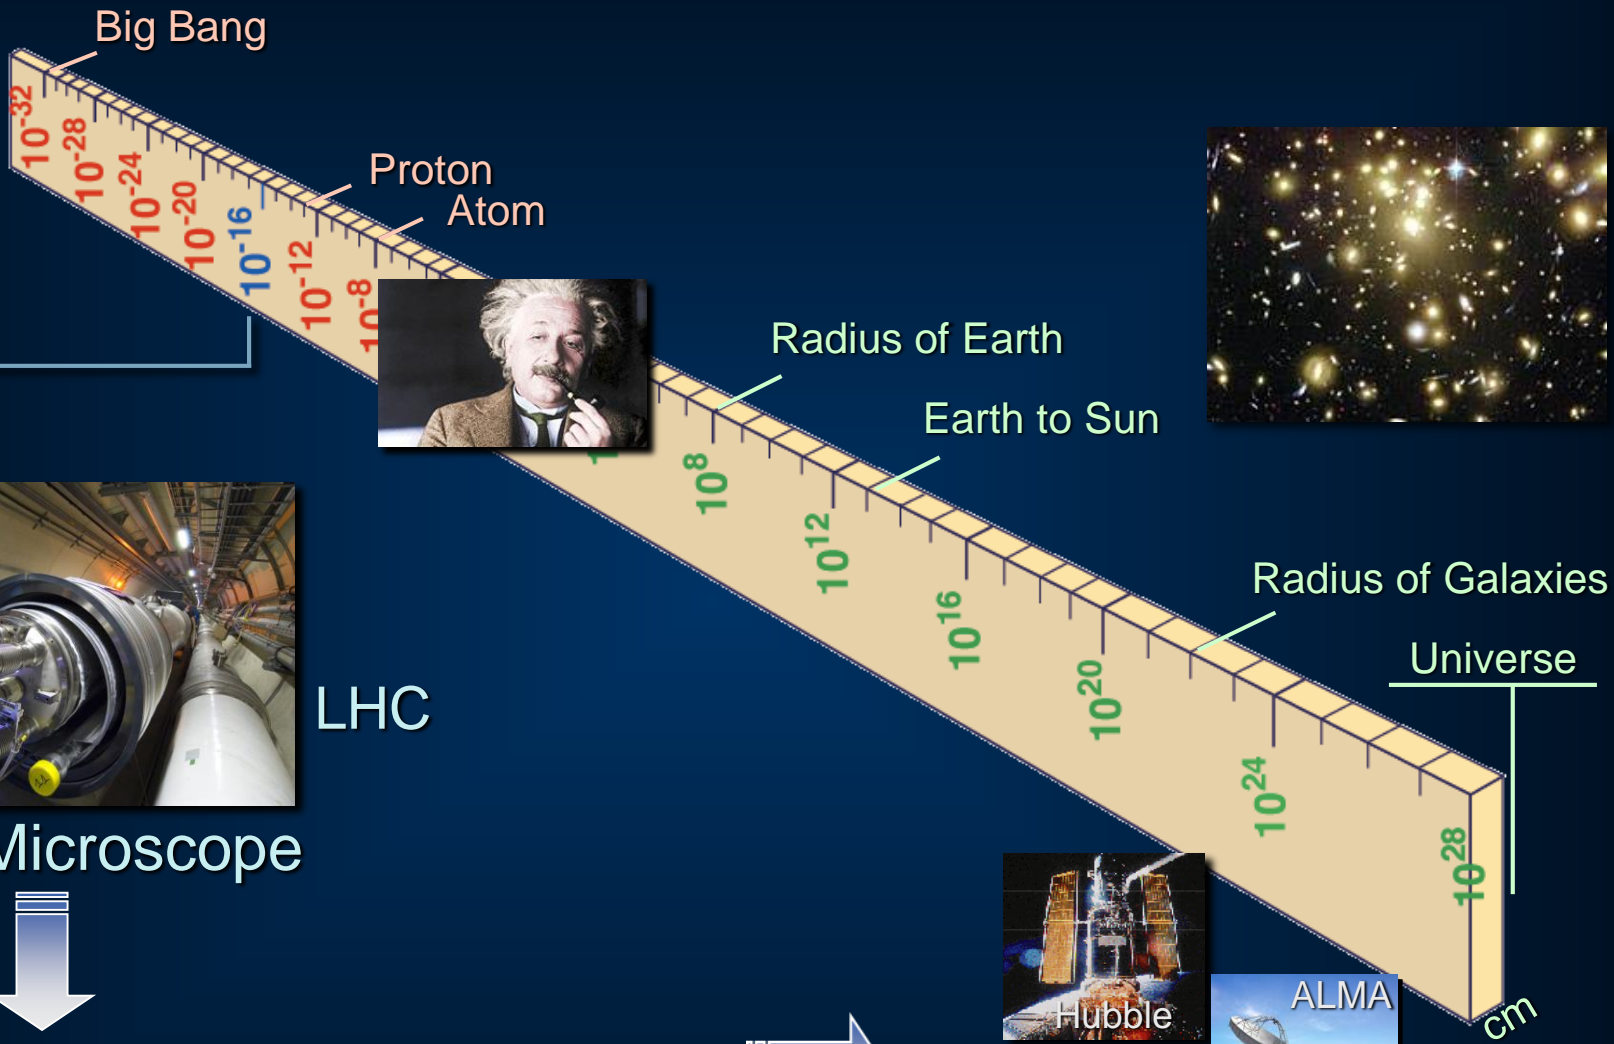 Big Bang
Proton
Atom
10-32
10-28
10-24
10-20
10-16
10-12
10-8
Radius of Earth
Earth to Sun
10^8
10^12
10^16
10^20
10^24
10^28
Radius of Galaxies
Universe
LHC
Microscope
Hubble
ALMA
cm